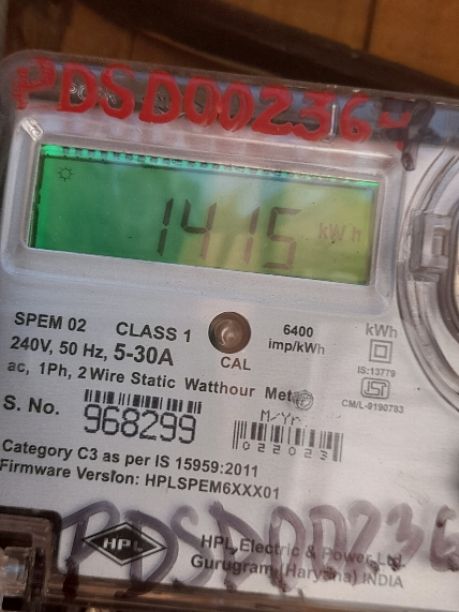 PDSD002364
1415 kWh
SPEM 02 CLASS 1 6400 imp/kWh kWh
240V, 50 Hz, 5-30A CAL
IS:13779
ac, 1Ph, 2 Wire Static Watthour
CM/L-9190783
S. No. 968299 M/Yr.
022023
Category C3 as per IS 15959:2011
Firmware Version: HPLSPEM6XXX01
PDSD00236
HPL HPL Electric & Power Ltd.
Gurugram (Haryana) INDIA